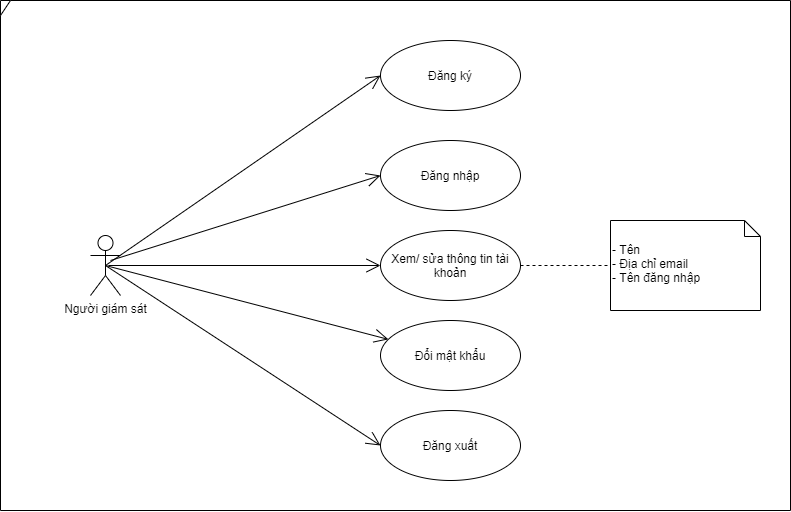 Đăng ký
Đăng nhập
Xem/ sửa thông tin tài
khoản
- Tên
- Địa chỉ email
- Tên đăng nhập
Người giám sát
Đổi mật khẩu
Đăng xuất